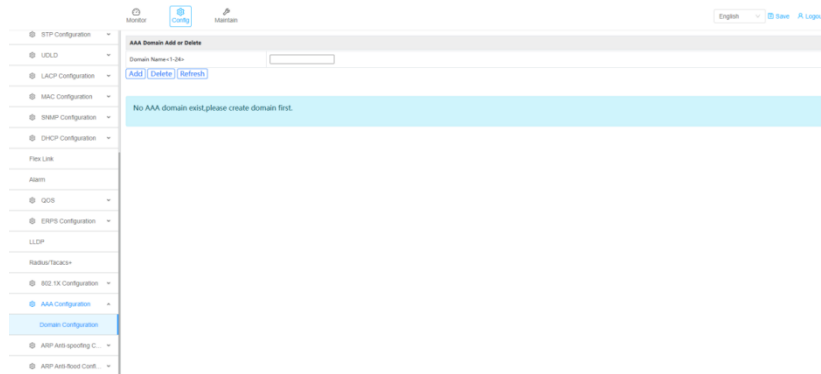 Monitor
Config
Maintain
English
Save
Logou
STP Configuration
UDLD
LACP Configuration
MAC Configuration
SNMP Configuration
DHCP Configuration
Flex Link
Alarm
QOS
ERPS Configuration
LLDP
Radius/Tacacs+
802.1X Configuration
AAA Configuration
Domain Configuration
ARP Anti-spoofing C...
ARP Anti-flood Confi...
AAA Domain Add or Delete
Domain Name<1-24>
Add Delete Refresh
No AAA domain exist,please create domain first.